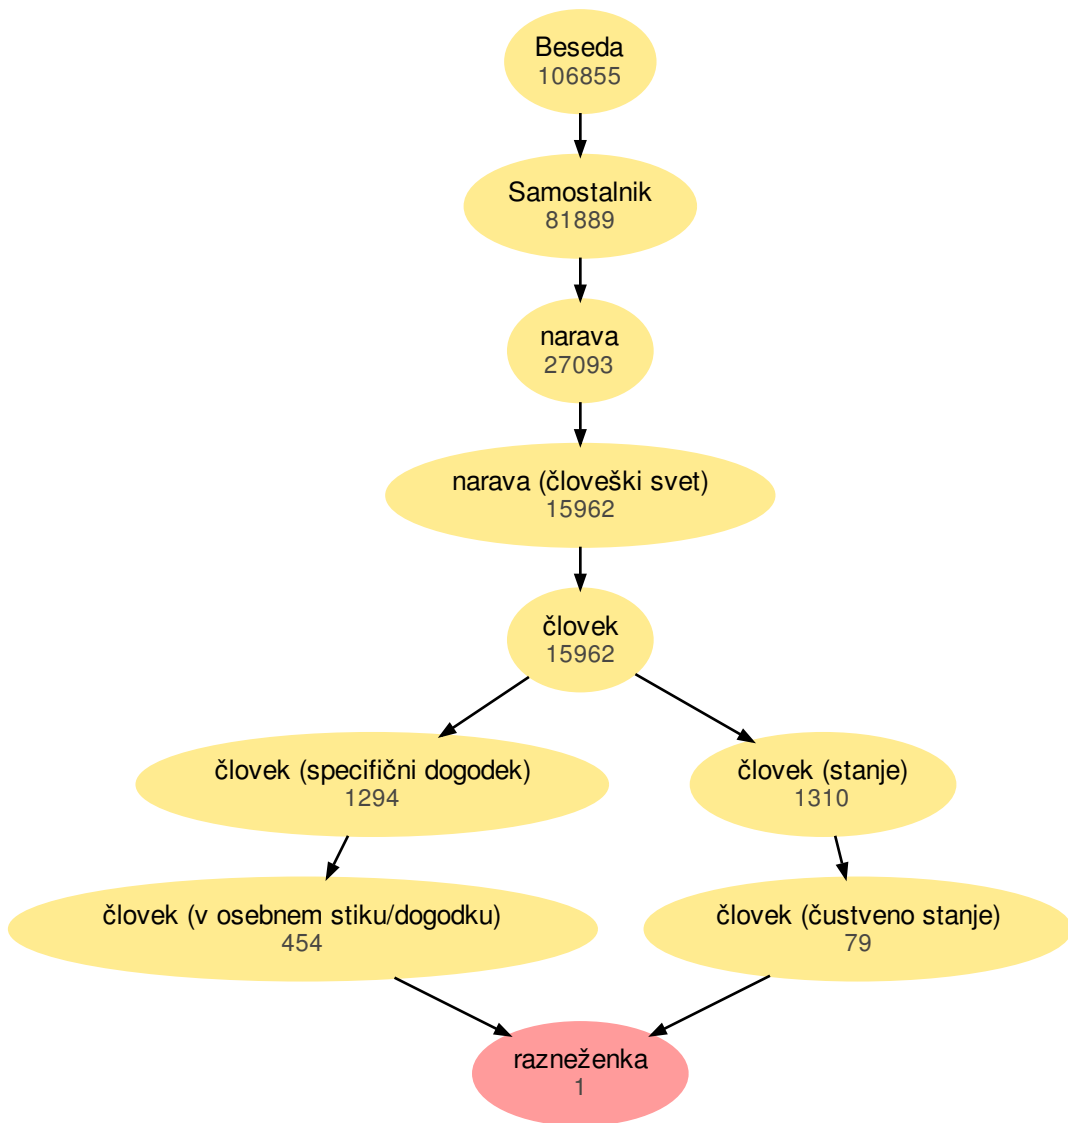 Beseda
106855
Samostalnik
81889
narava
27093
narava (človeški svet)
15962
človek
15962
človek (specifični dogodek)
1294
človek (stanje)
1310
človek (v osebnem stiku/dogodku)
454
človek (čustveno stanje)
79
razneženka
1